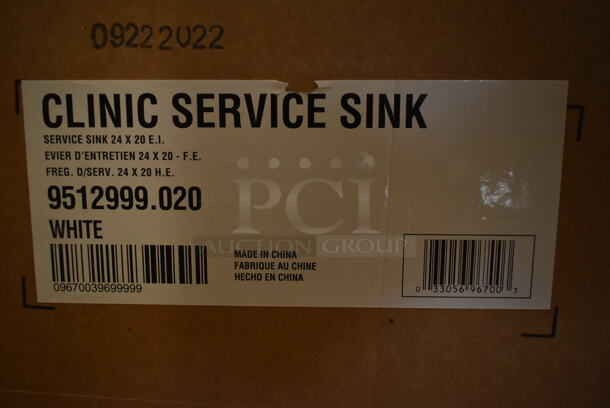 09222022
CLINIC SERVICE SINK
SERVICE SINK 24 X 20 E.I.
EVIER D'ENTRETIEN 24 X 20 - F.E.
FREG. D/SERV. 24 X 20 H.E.
9512999.020
WHITE
09670039699999
MADE IN CHINA
FABRIQUE AU CHINE
HECHO EN CHINA
0 33056 96700 3
PCI
AUCTION GROUP